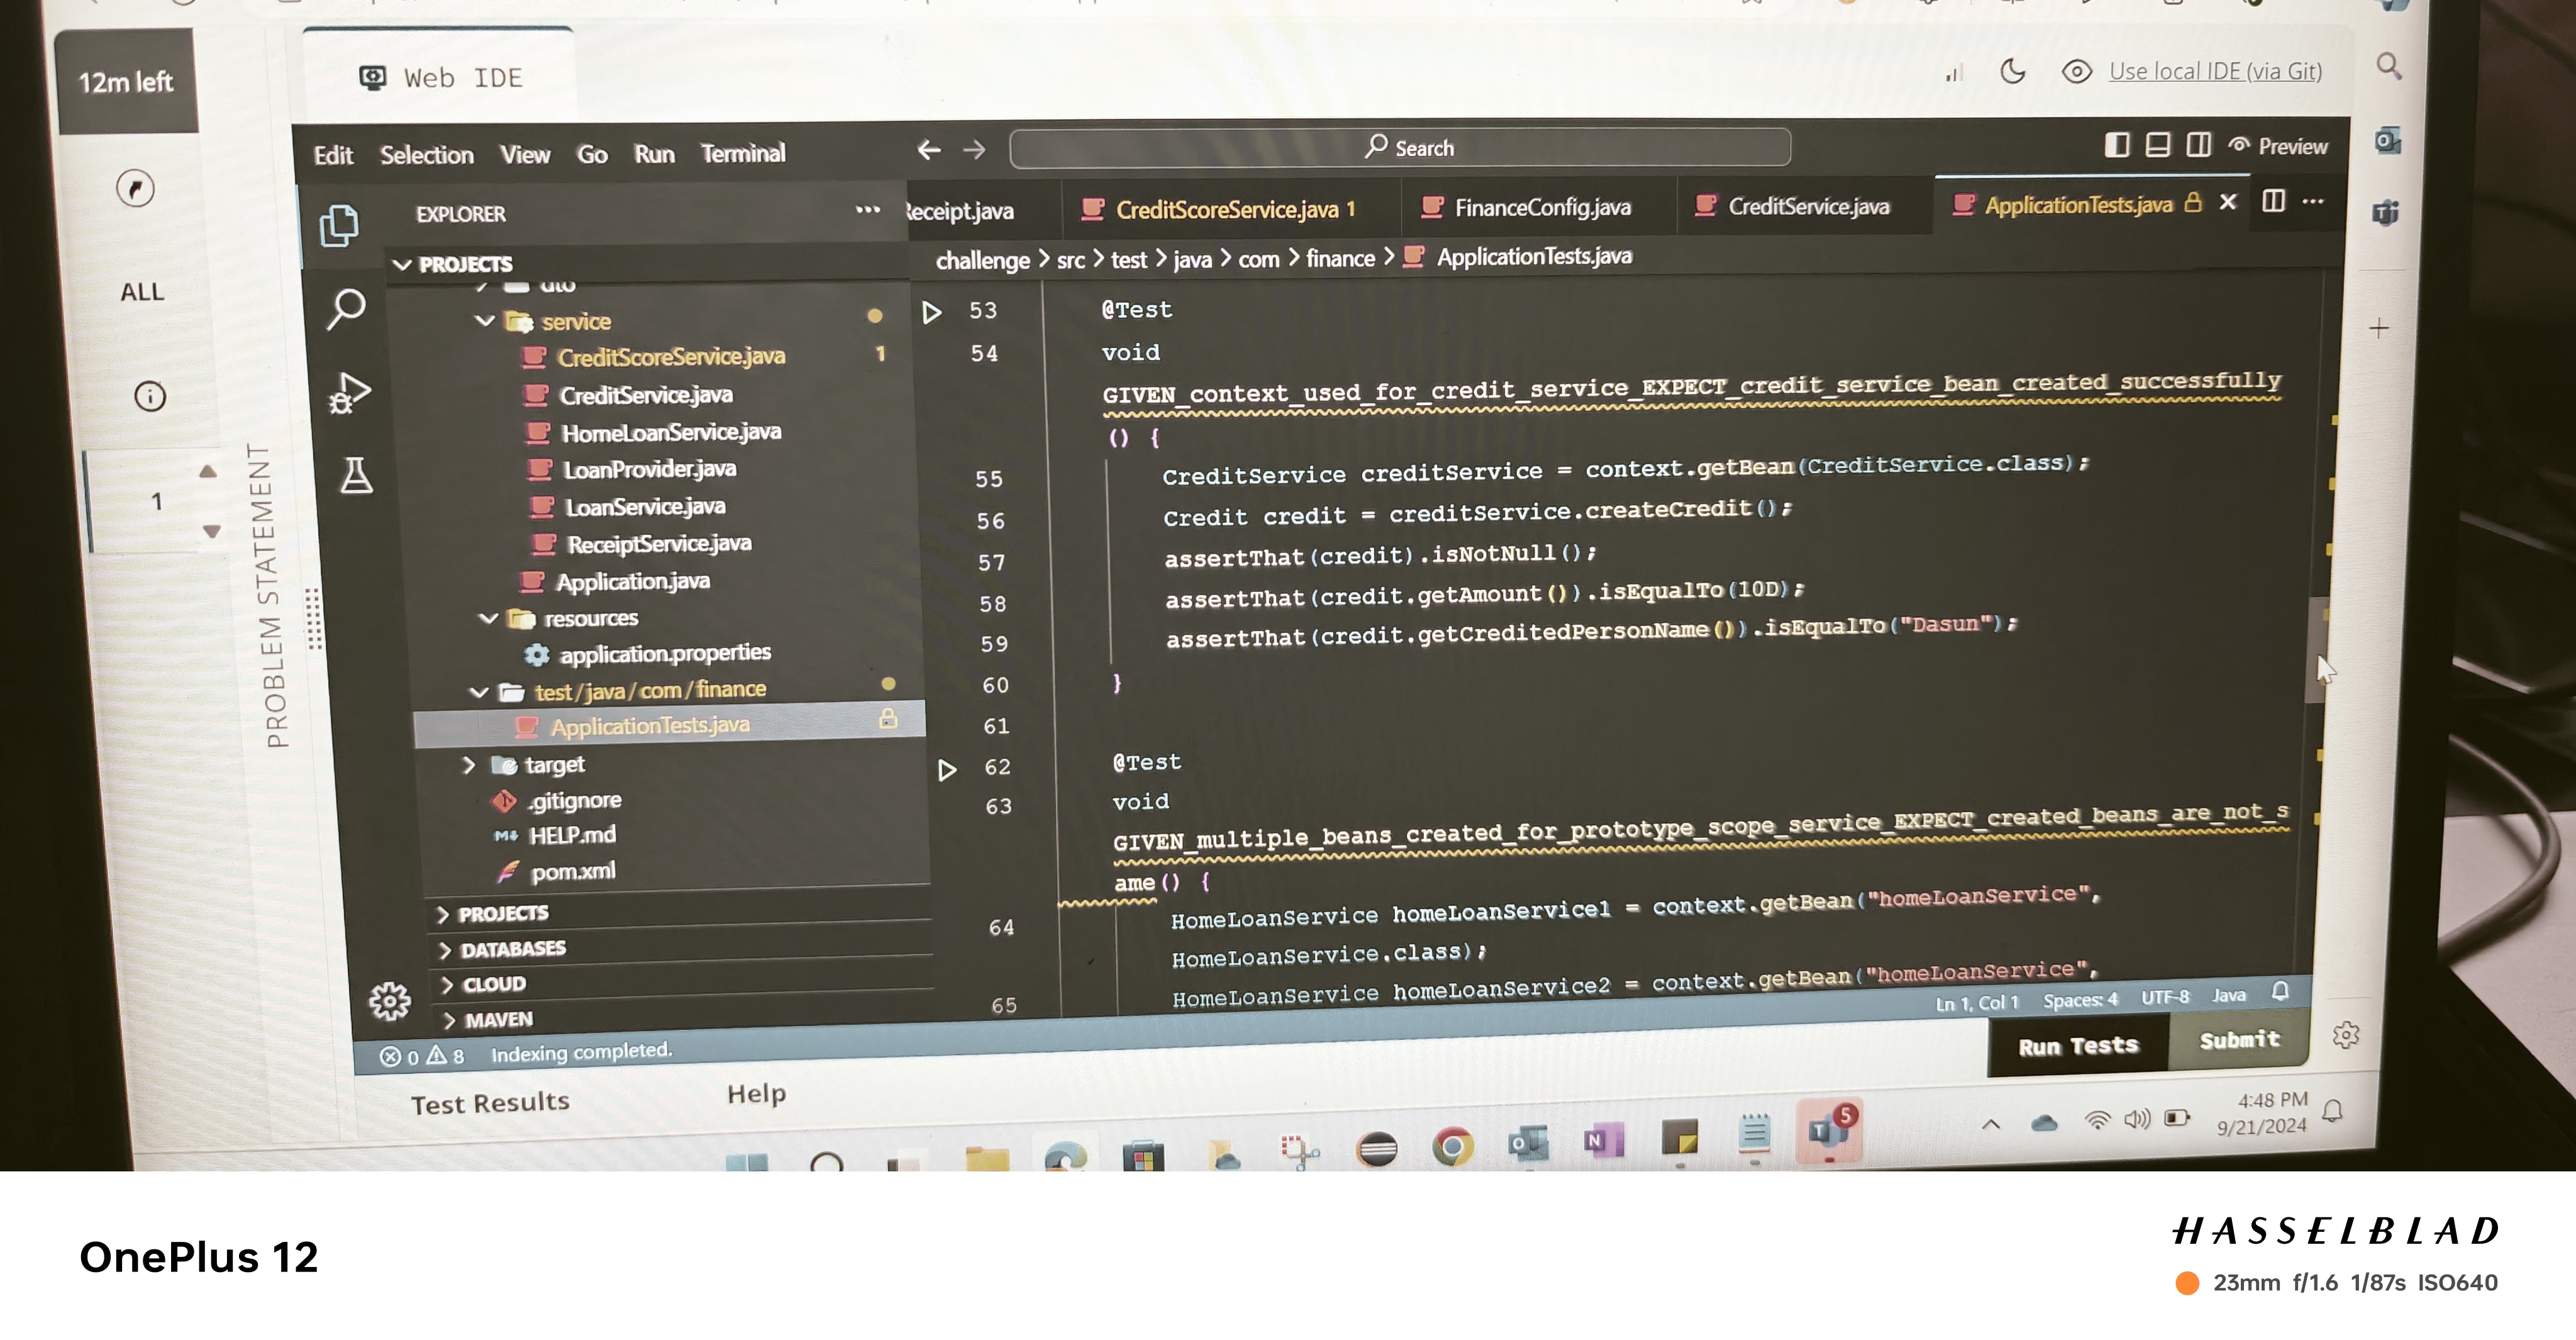 12m left
Web IDE
Use local IDE (via Git)
Edit Selection View Go Run Terminal
Search
Preview
EXPLORER
Receipt.java
CreditScoreService.java 1
FinanceConfig.java
CreditService.java
ApplicationTests.java
PROJECTS
challenge > src > test > java > com > finance > ApplicationTests.java
ALL
1
PROBLEM STATEMENT
dto
service
CreditScoreService.java 1
CreditService.java
HomeLoanService.java
LoanProvider.java
LoanService.java
ReceiptService.java
Application.java
resources
application.properties
test/java/com/finance
ApplicationTests.java
target
.gitignore
HELP.md
pom.xml
PROJECTS
DATABASES
CLOUD
MAVEN
53 @Test
54 void
GIVEN_context_used_for_credit_service_EXPECT_credit_service_bean_created_successfully
() {
55 CreditService creditService = context.getBean(CreditService.class);
56 Credit credit = creditService.createCredit();
57 assertThat(credit).isNotNull();
58 assertThat(credit.getAmount()).isEqualTo(10D);
59 assertThat(credit.getCreditedPersonName()).isEqualTo("Dasun");
60 }
61
62 @Test
63 void
GIVEN_multiple_beans_created_for_prototype_scope_service_EXPECT_created_beans_are_not_s
ame() {
64 HomeLoanService homeLoanService1 = context.getBean("homeLoanService",
HomeLoanService.class);
65 HomeLoanService homeLoanService2 = context.getBean("homeLoanService",
0 8 Indexing completed.
Ln 1, Col 1 Spaces: 4 UTF-8 Java
Run Tests Submit
Test Results Help
5
4:48 PM
9/21/2024
OnePlus 12
HASSELBLAD
23mm f/1.6 1/87s ISO640